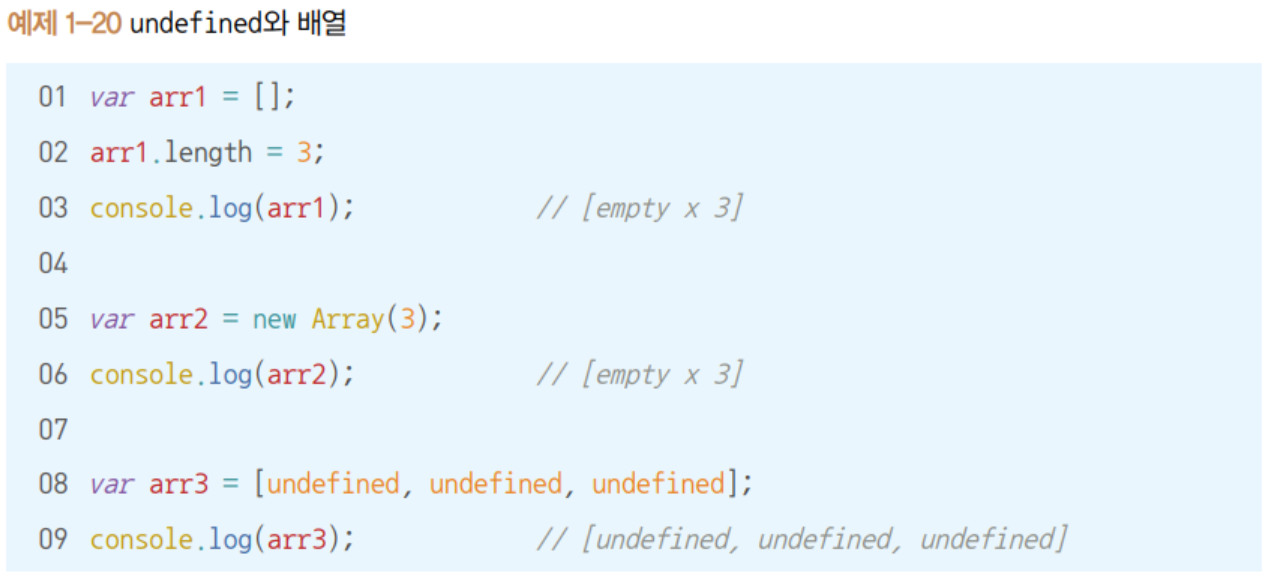 예제 1-20 undefined와 배열
01 var arr1 = [];
02 arr1.length = 3;
03 console.log(arr1); // [empty x 3]
04
05 var arr2 = new Array(3);
06 console.log(arr2); // [empty x 3]
07
08 var arr3 = [undefined, undefined, undefined];
09 console.log(arr3); // [undefined, undefined, undefined]